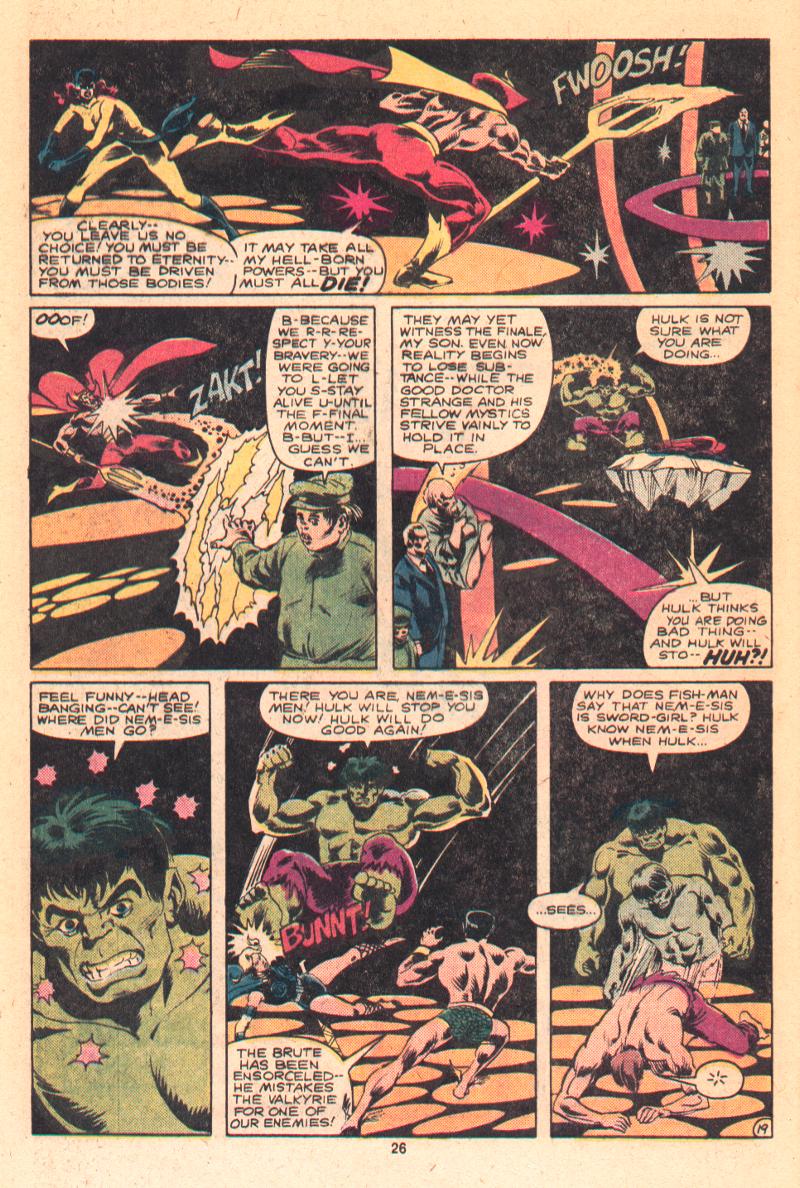 FWOOSH!
CLEARLY--
YOU LEAVE US NO
CHOICE! YOU MUST BE
RETURNED TO ETERNITY--
YOU MUST BE DRIVEN
FROM THOSE BODIES!
IT MAY TAKE ALL
MY HELL-BORN
POWERS--BUT YOU
MUST ALL DIE!
OOOF!
ZAKT!
B-BECAUSE
WE R-R-RE-
SPECT Y-YOUR
BRAVERY--WE
WERE GOING
TO L-LET
YOU S-STAY
ALIVE U-UNTIL
THE F-FINAL
MOMENT.
B-BUT--I...
GUESS WE
CAN'T.
THEY MAY YET
WITNESS THE FINALE,
MY SON. EVEN NOW
REALITY BEGINS
TO LOSE SUB-
TANCE--WHILE THE
GOOD DOCTOR
STRANGE AND HIS
FELLOW MYSTICS
STRIVE VAINLY TO
HOLD IT IN
PLACE.
HULK IS NOT
SURE WHAT
YOU ARE
DOING...
...BUT
HULK THINKS
YOU ARE DOING
BAD THING--
AND HULK WILL
STO-- HUH?!
FEEL FUNNY--HEAD
BANGING--CAN'T SEE!
WHERE DID NEM-E-SIS
MEN GO?
THERE YOU ARE, NEM-E-SIS
MEN! HULK WILL STOP YOU
NOW! HULK WILL DO
GOOD AGAIN!
BUNNT!
THE BRUTE
HAS BEEN
ENSORCELED--
HE MISTAKES
THE VALKYRIE
FOR ONE OF
OUR ENEMIES!
WHY DOES FISH-MAN
SAY THAT NEM-E-SIS
IS SWORD-GIRL? HULK
KNOW NEM-E-SIS
WHEN HULK...
...SEES...
19
26